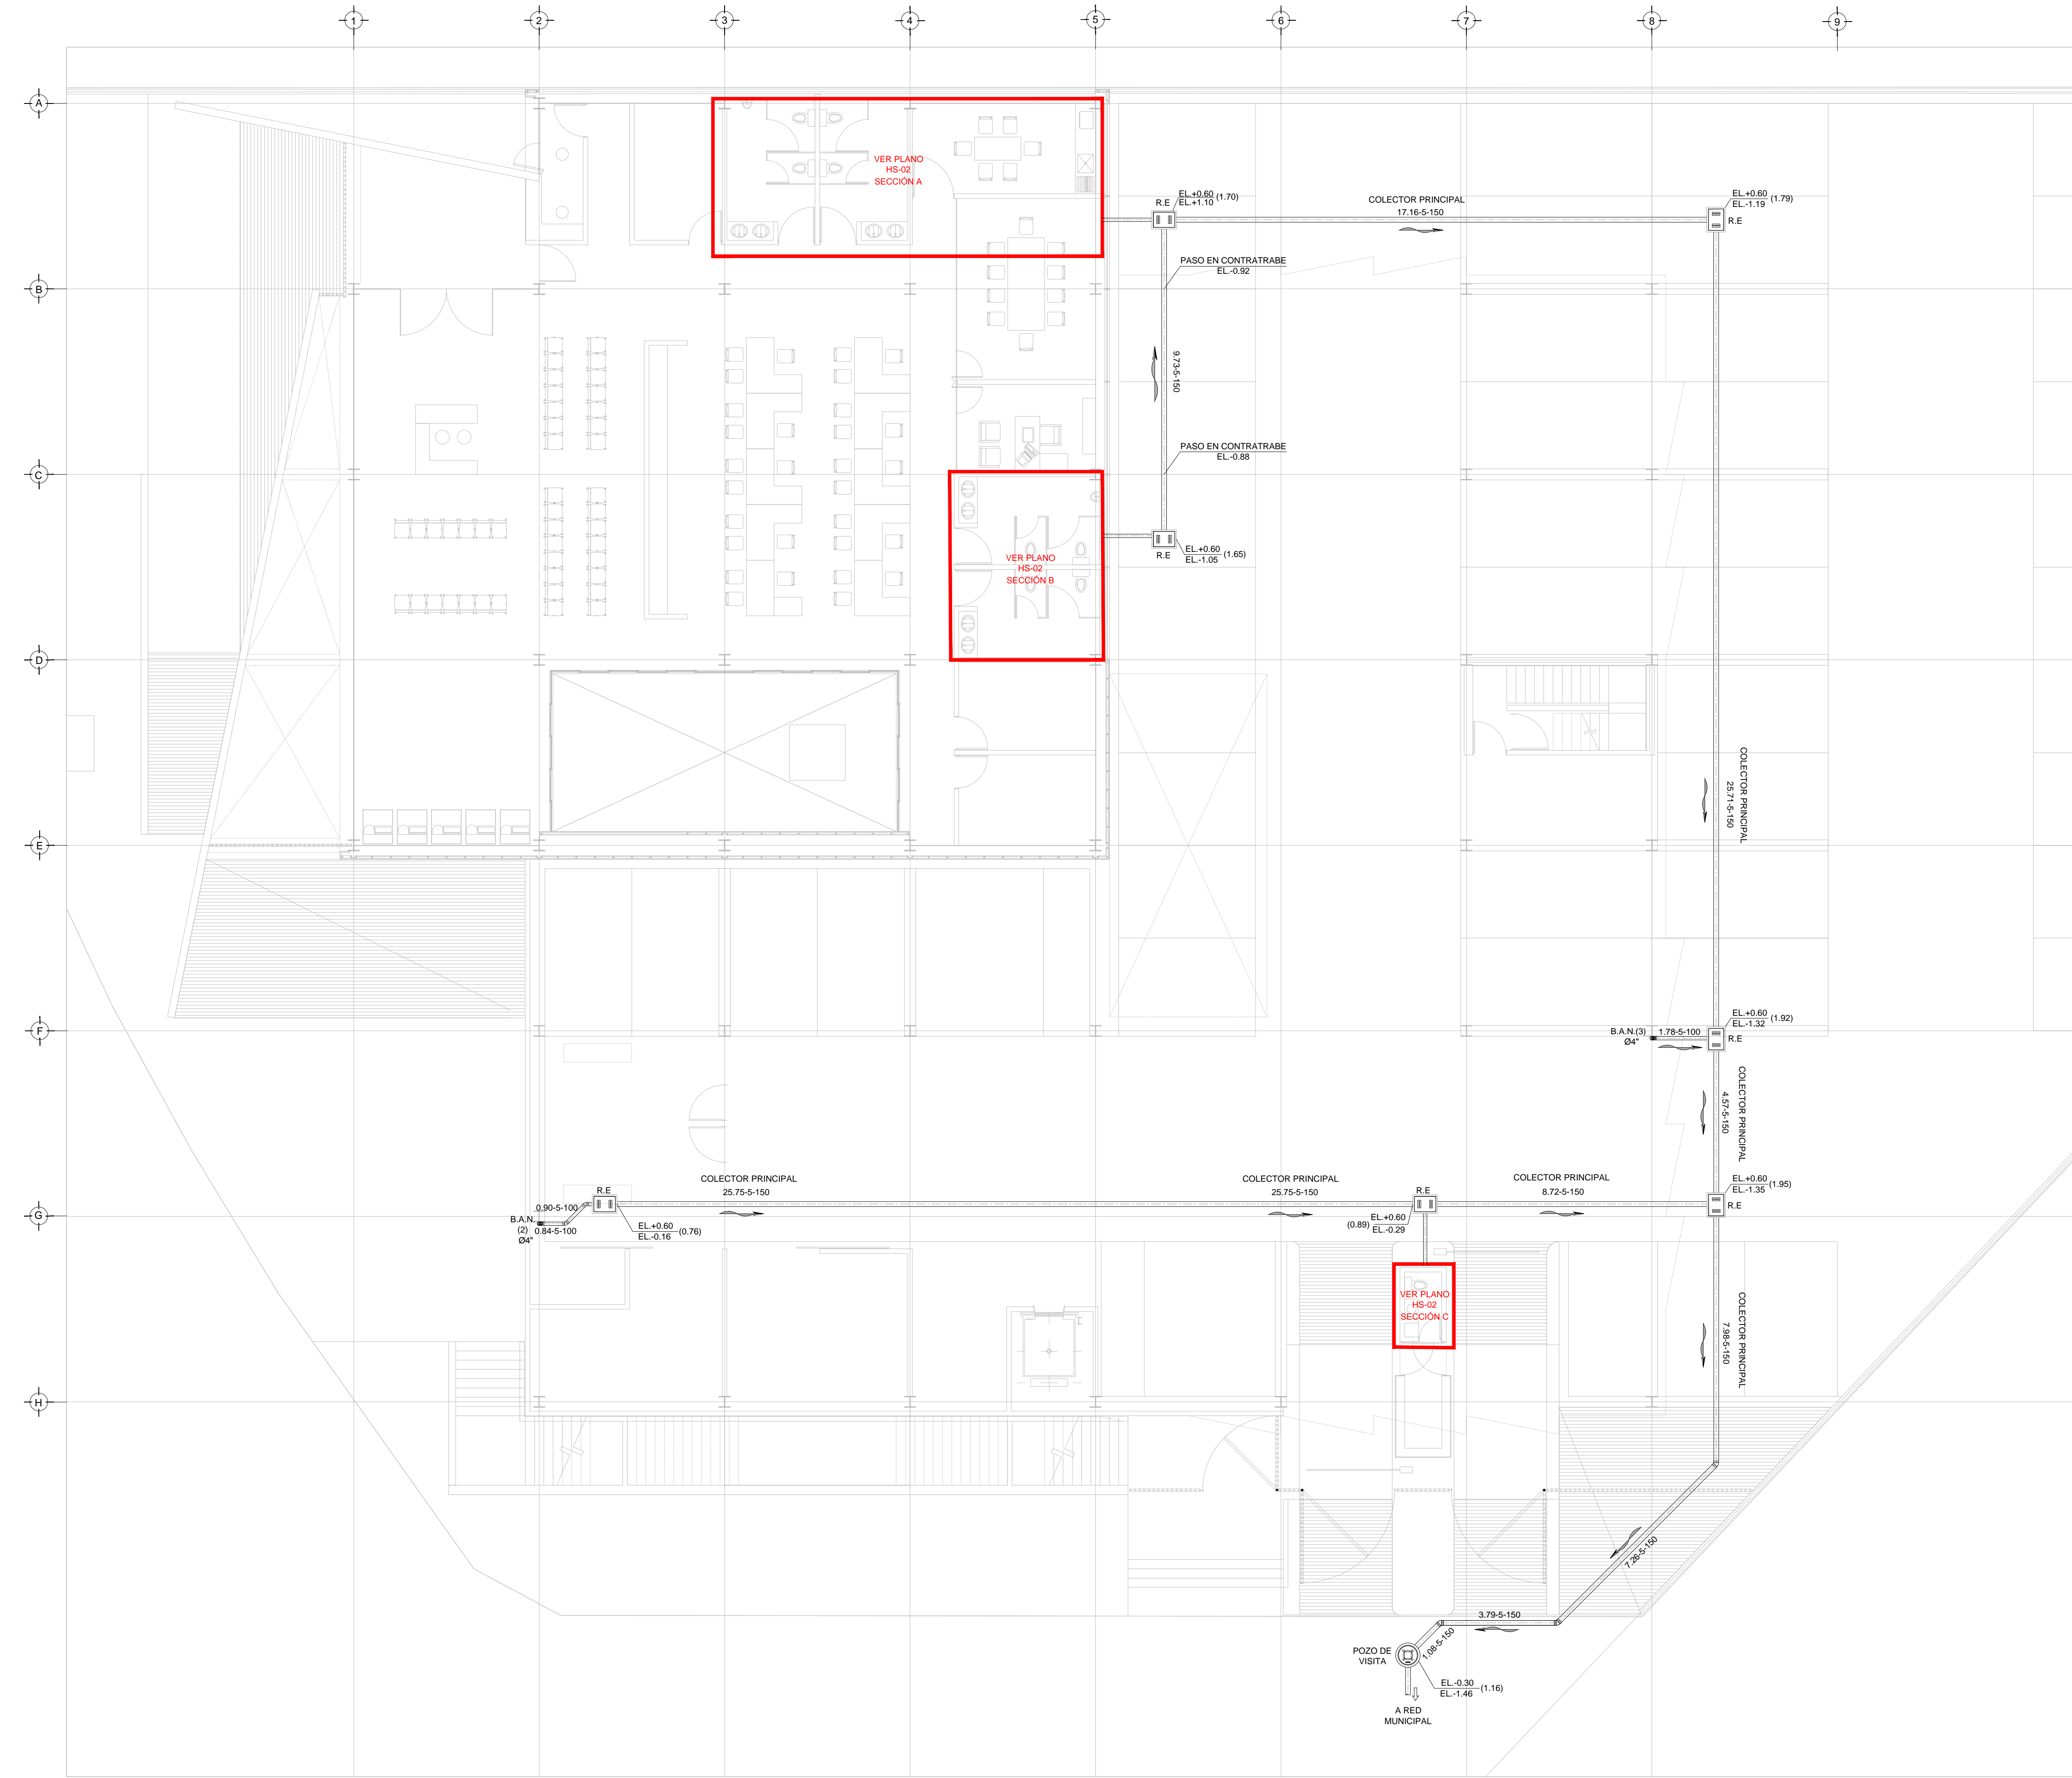 1
2
3
4
5
6
7
8
9
A
B
C
D
E
F
G
H
VER PLANO
HS-02
SECCIÓN A
R.E
EL.+0.60
EL.+1.10
(1.70)
COLECTOR PRINCIPAL
17.16-5-150
EL.+0.60
EL.-1.19
(1.79)
R.E
PASO EN CONTRATRABE
EL.-0.92
9.73-5-150
PASO EN CONTRATRABE
EL.-0.88
VER PLANO
HS-02
SECCIÓN B
R.E
EL.+0.60
EL.-1.05
(1.65)
COLECTOR PRINCIPAL
25.71-5-150
B.A.N.(3)
Ø4"
1.78-5-100
EL.+0.60
EL.-1.32
(1.92)
R.E
COLECTOR PRINCIPAL
4.57-5-150
B.A.N.
(2)
Ø4"
0.90-5-100
0.84-5-100
R.E
EL.+0.60
EL.-0.16
(0.76)
COLECTOR PRINCIPAL
25.75-5-150
COLECTOR PRINCIPAL
25.75-5-150
R.E
EL.+0.60
(0.89)
EL.-0.29
COLECTOR PRINCIPAL
8.72-5-150
EL.+0.60
EL.-1.35
(1.95)
R.E
VER PLANO
HS-02
SECCIÓN C
COLECTOR PRINCIPAL
7.98-5-150
7.26-5-150
3.79-5-150
1.08-5-150
POZO DE
VISITA
EL.-0.30
EL.-1.46
(1.16)
A RED
MUNICIPAL